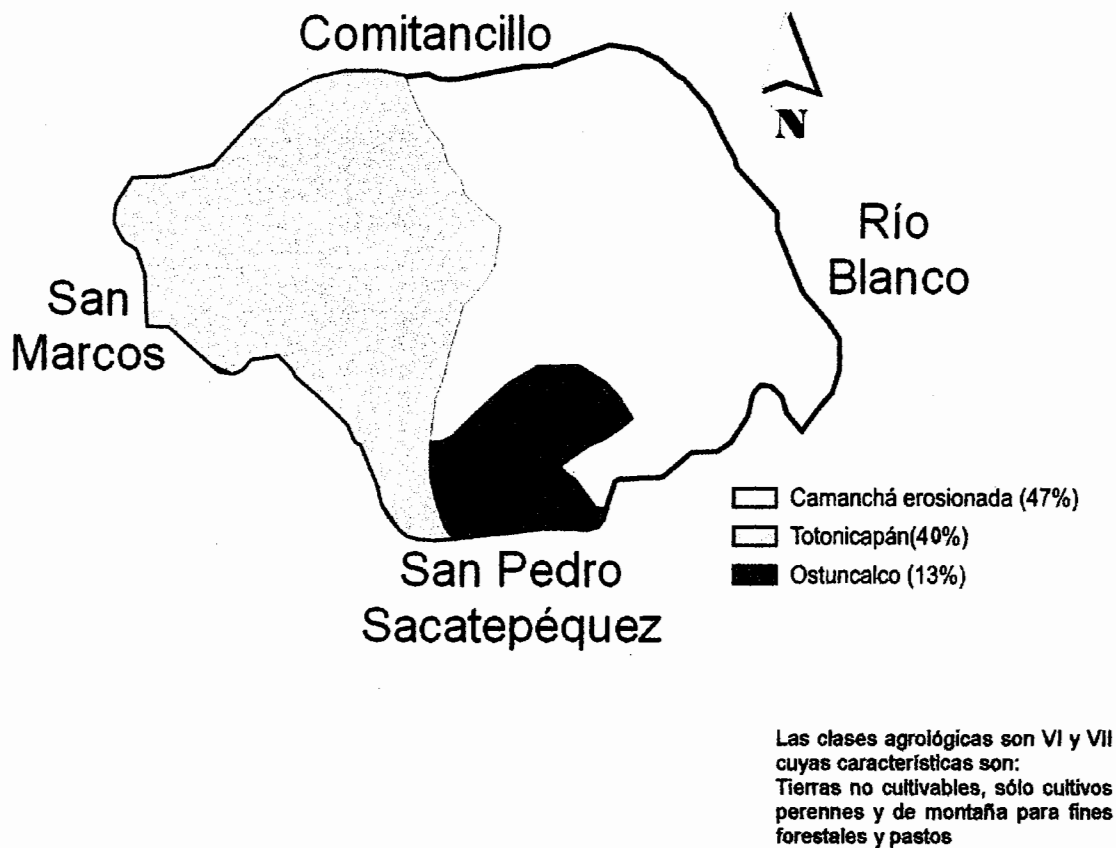 Comitancillo
N
Río
Blanco
San
Marcos
Camanchá erosionada (47%)
Totonicapán(40%)
Ostuncalco (13%)
San Pedro
Sacatepéquez
Las clases agrológicas son VI y VII
cuyas características son:
Tierras no cultivables, sólo cultivos
perennes y de montaña para fines
forestales y pastos